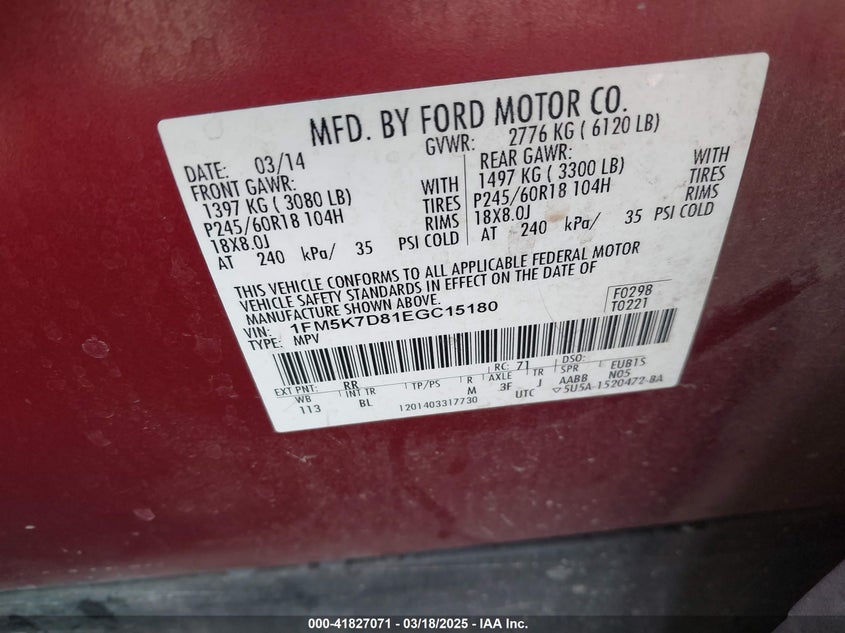 MFD. BY FORD MOTOR CO.
DATE: 03/14
GVWR: 2776 KG ( 6120 LB)
FRONT GAWR: WITH
1397 KG ( 3080 LB) TIRES
P245/60R18 104H RIMS
18X8.0J
AT 240 kPa/ 35 PSI COLD
REAR GAWR: WITH
1497 KG ( 3300 LB) TIRES
P245/60R18 104H RIMS
18X8.0J
AT 240 kPa/ 35 PSI COLD
THIS VEHICLE CONFORMS TO ALL APPLICABLE FEDERAL MOTOR
VEHICLE SAFETY STANDARDS IN EFFECT ON THE DATE OF
MANUFACTURE SHOWN ABOVE.
VIN: 1FM5K7D81EGC15180
TYPE: MPV
F0298
T0221
EXT PNT: RR RC: 71 DSO:
WB INT TR TP/PS R AXLE TR SPR EUB1S
113 BL M 3F J AABB N05
1201403317730 UTC 5U5A-1520472-BA
000-41827071 - 03/18/2025 - IAA Inc.